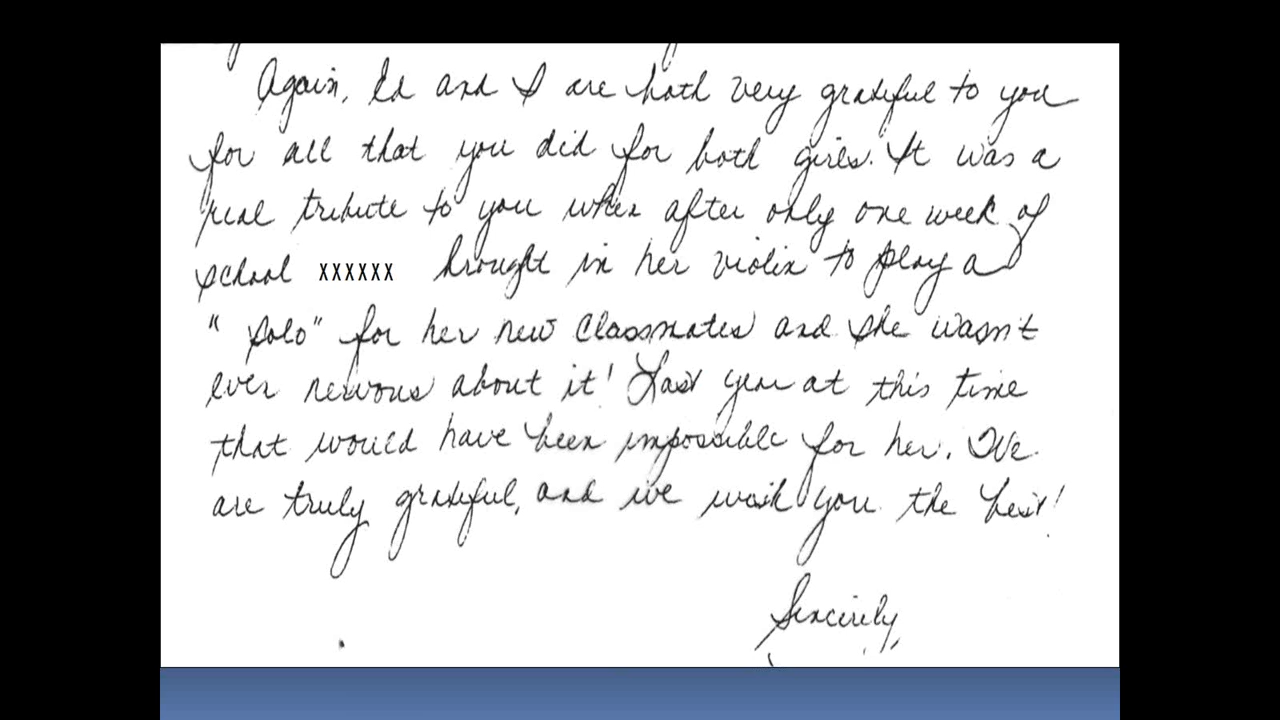 Again, Ed and I are both very grateful to you
for all that you did for both girls. It was a
real tribute to you when after only one week of
school XXXXXX brought in her violin to play a
"solo" for her new classmates and she wasn't
even nervous about it! Last year at this time
that would have been impossible for her. We
are truly grateful, and we wish you the best!
Sincerely,